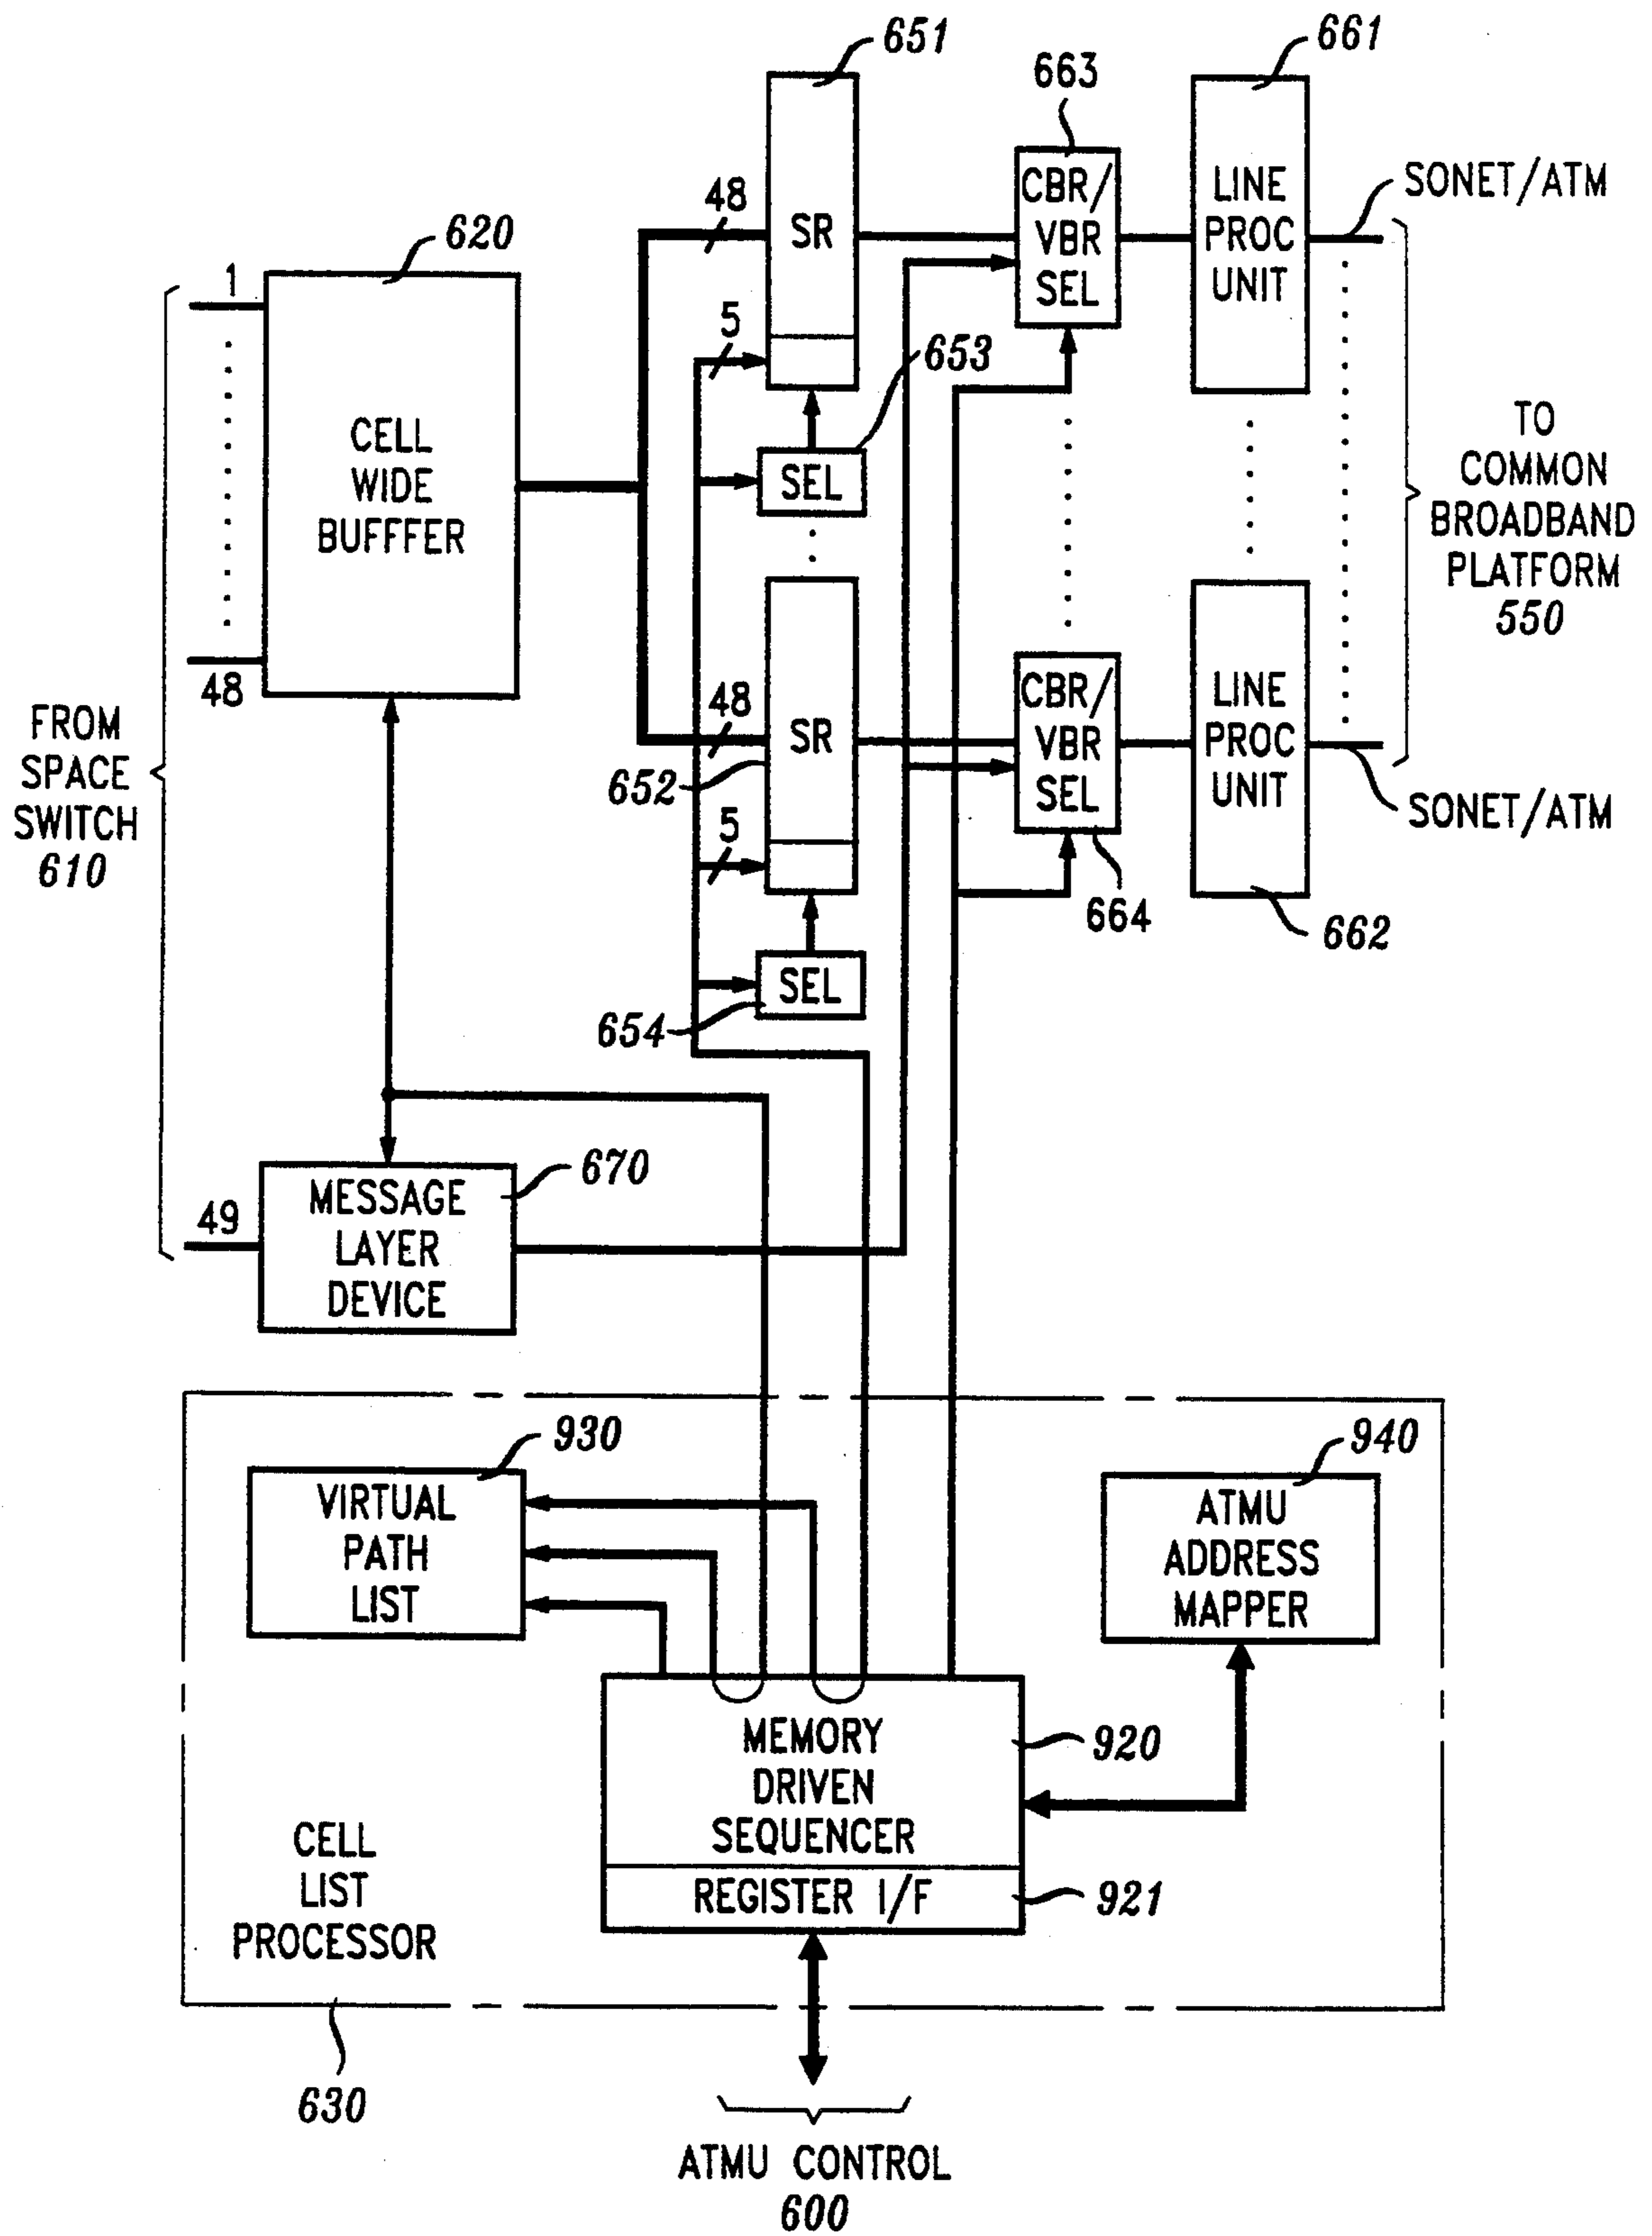 651
661
663
SONET/ATM
CBR/
VBR
SEL
LINE
PROC
UNIT
48
SR
620
1
5
653
CELL
WIDE
BUFFFER
SEL
TO
COMMON
BROADBAND
PLATFORM
550
48
48
SR
652
CBR/
VBR
SEL
LINE
PROC
UNIT
FROM
SPACE
SWITCH
610
5
SONET/ATM
664
662
SEL
654
670
49
MESSAGE
LAYER
DEVICE
930
940
VIRTUAL
PATH
LIST
ATMU
ADDRESS
MAPPER
MEMORY
DRIVEN
SEQUENCER
920
REGISTER I/F
921
CELL
LIST
PROCESSOR
630
ATMU CONTROL
600